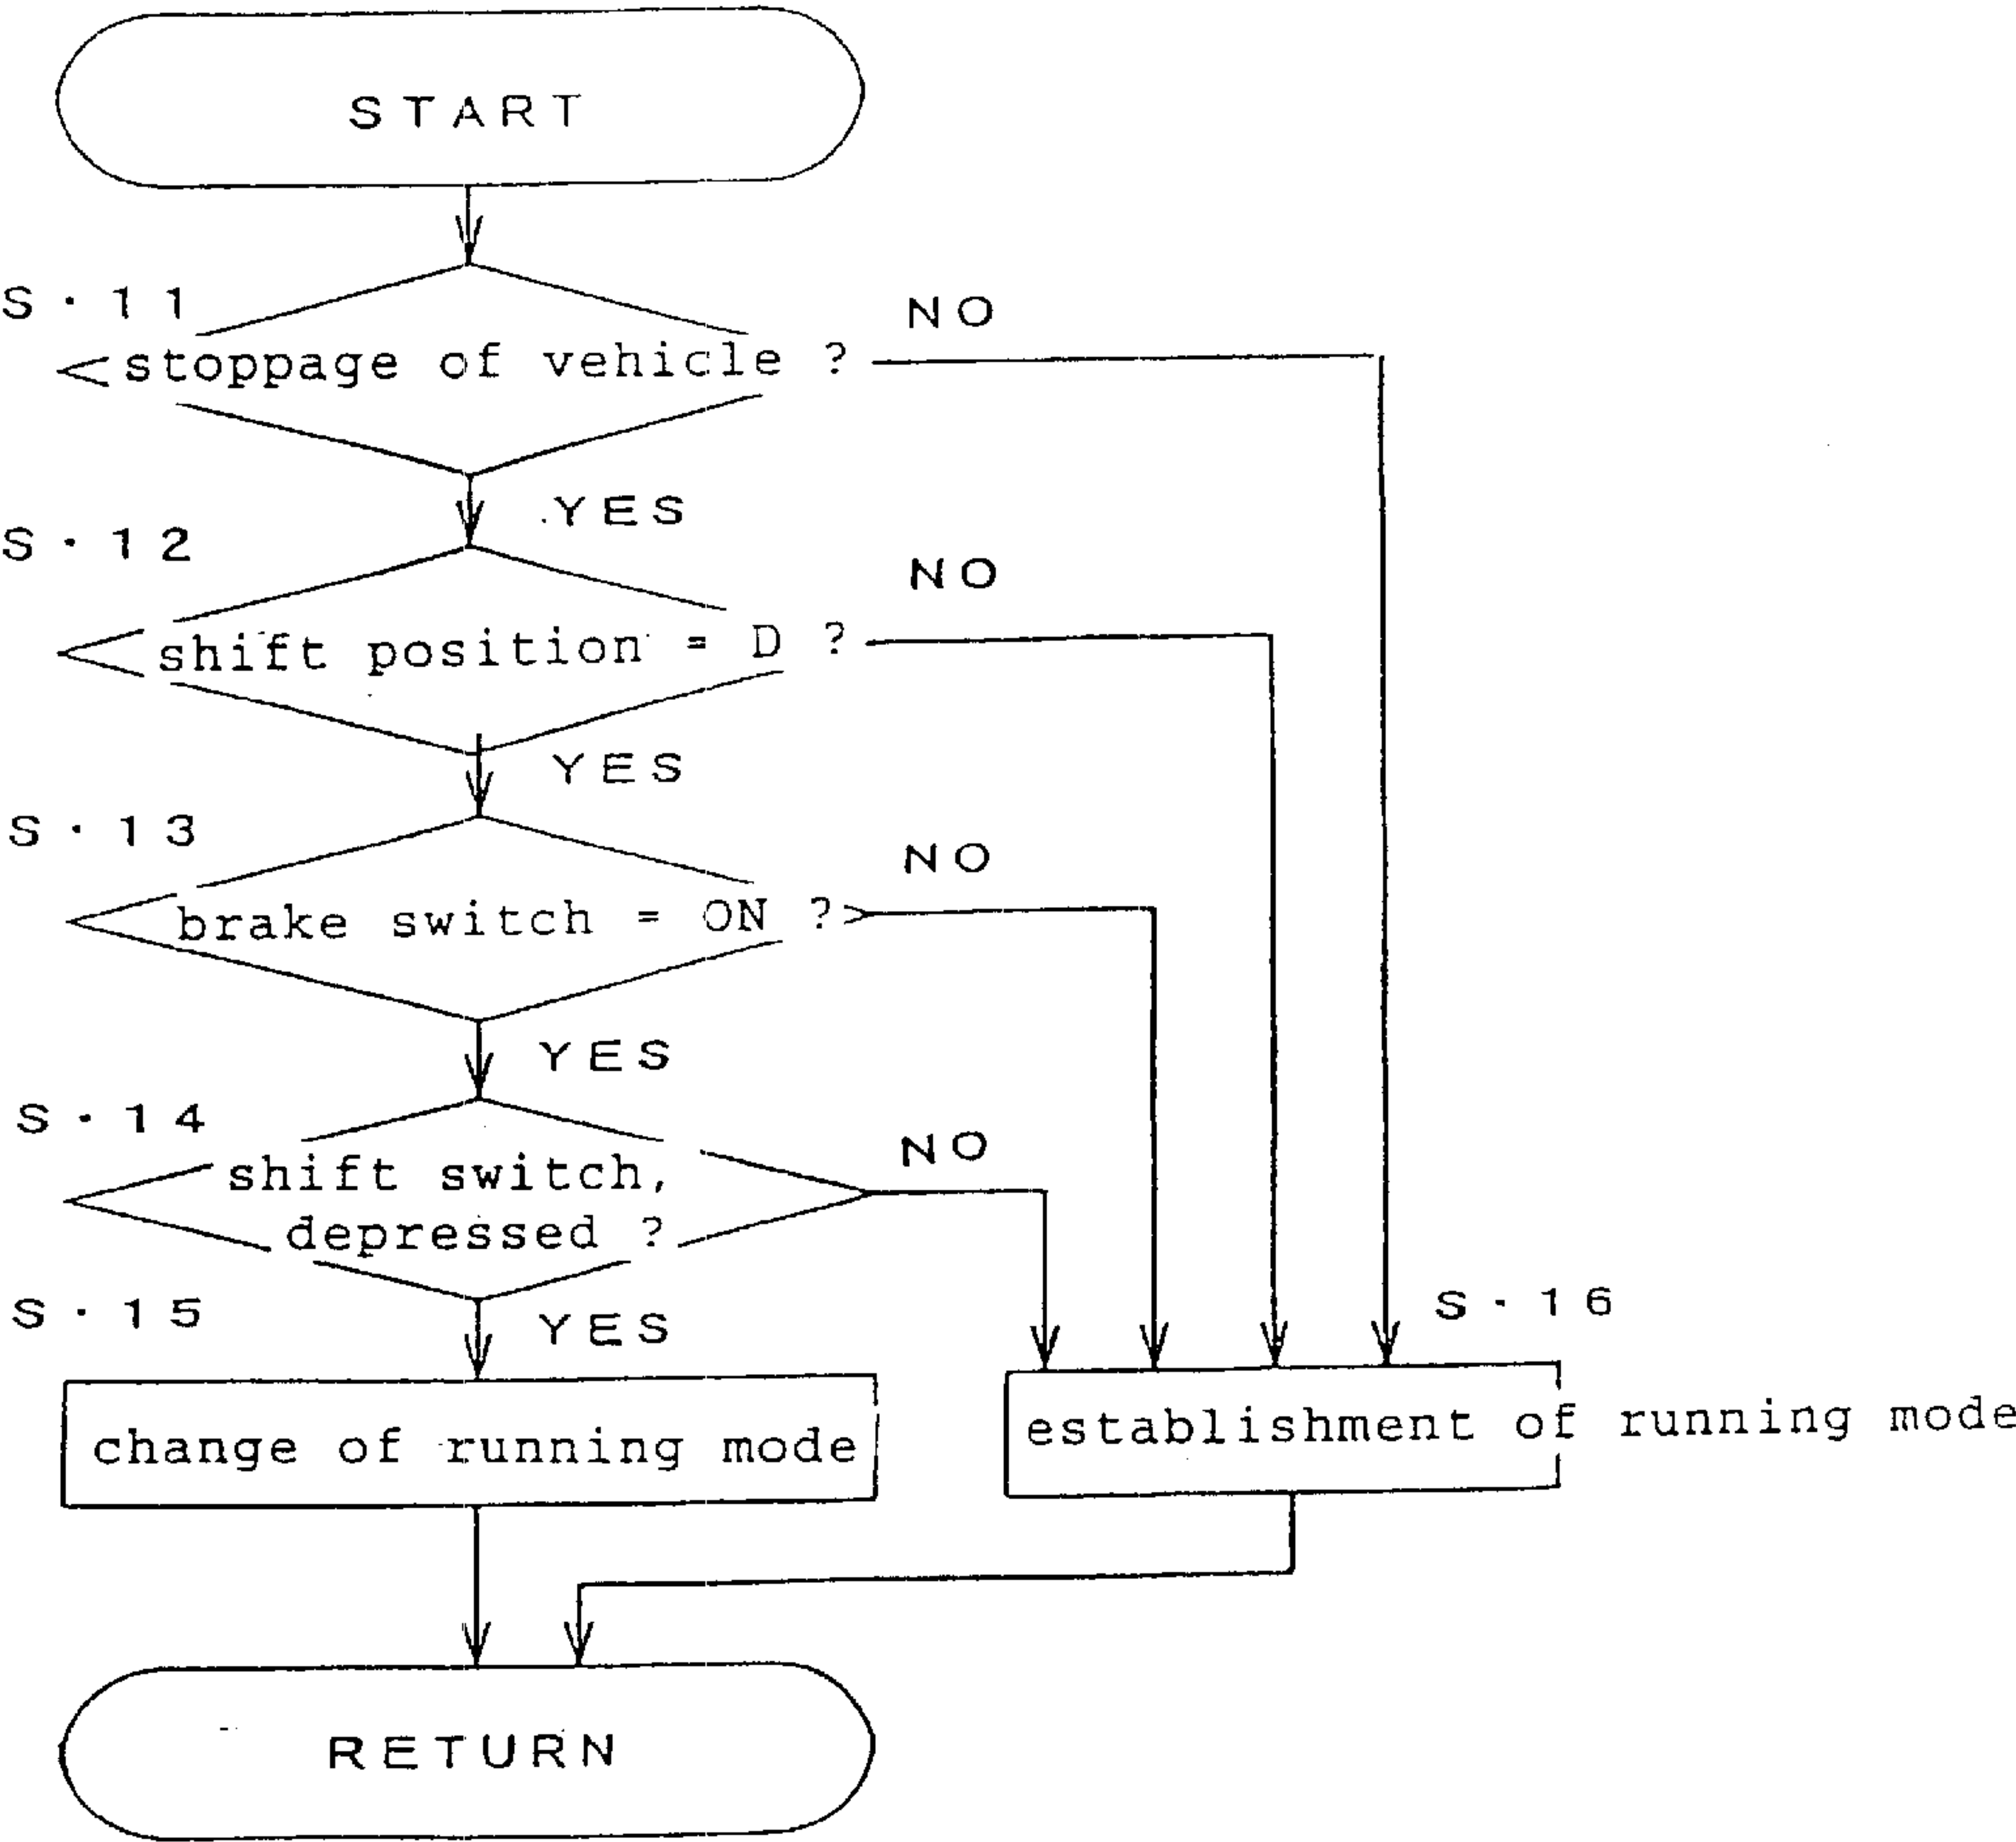 START
S·11
NO
stoppage of vehicle ?
YES
S·12
NO
shift position = D ?
YES
S·13
NO
brake switch = ON ?
YES
S·14
NO
shift switch,
depressed ?
S·15
YES
S·16
change of running mode
establishment of running mode
RETURN